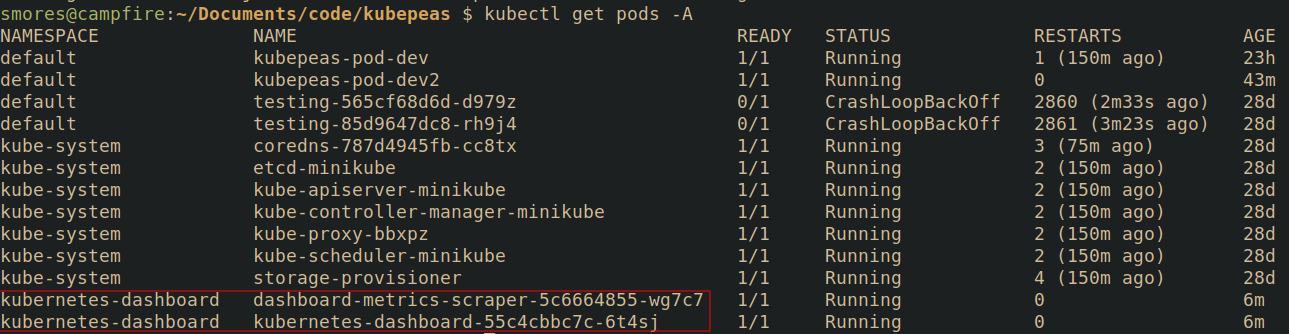 smores@campfire:~/Documents/code/kubepeas $ kubectl get pods -A
NAMESPACE NAME READY STATUS RESTARTS AGE
default kubepeas-pod-dev 1/1 Running 1 (150m ago) 23h
default kubepeas-pod-dev2 1/1 Running 0 43m
default testing-565cf68d6d-d979z 0/1 CrashLoopBackOff 2860 (2m33s ago) 28d
default testing-85d9647dc8-rh9j4 0/1 CrashLoopBackOff 2861 (3m23s ago) 28d
kube-system coredns-787d4945fb-cc8tx 1/1 Running 3 (75m ago) 28d
kube-system etcd-minikube 1/1 Running 2 (150m ago) 28d
kube-system kube-apiserver-minikube 1/1 Running 2 (150m ago) 28d
kube-system kube-controller-manager-minikube 1/1 Running 2 (150m ago) 28d
kube-system kube-proxy-bbxpz 1/1 Running 2 (150m ago) 28d
kube-system kube-scheduler-minikube 1/1 Running 2 (150m ago) 28d
kube-system storage-provisioner 1/1 Running 4 (150m ago) 28d
kubernetes-dashboard dashboard-metrics-scraper-5c6664855-wg7c7 1/1 Running 0 6m
kubernetes-dashboard kubernetes-dashboard-55c4cbbc7c-6t4sj 1/1 Running 0 6m